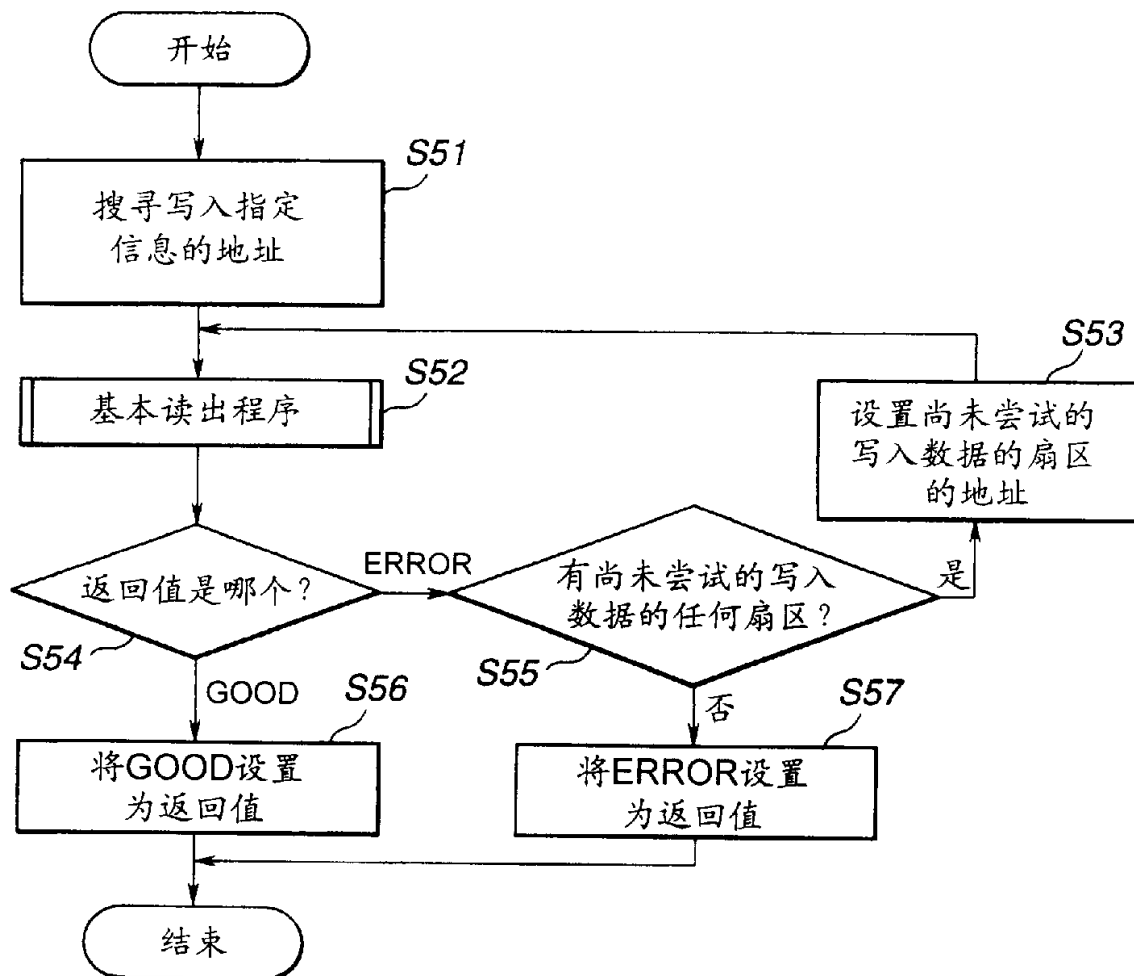 开始
S51
搜寻写入指定
信息的地址
S53
S52
基本读出程序
设置尚未尝试的
写入数据的扇区
的地址
ERROR
返回值是哪个?
有尚未尝试的写入
数据的任何扇区?
是
S54
S55
GOOD
S56
否
S57
将GOOD设置
为返回值
将ERROR设置
为返回值
结束